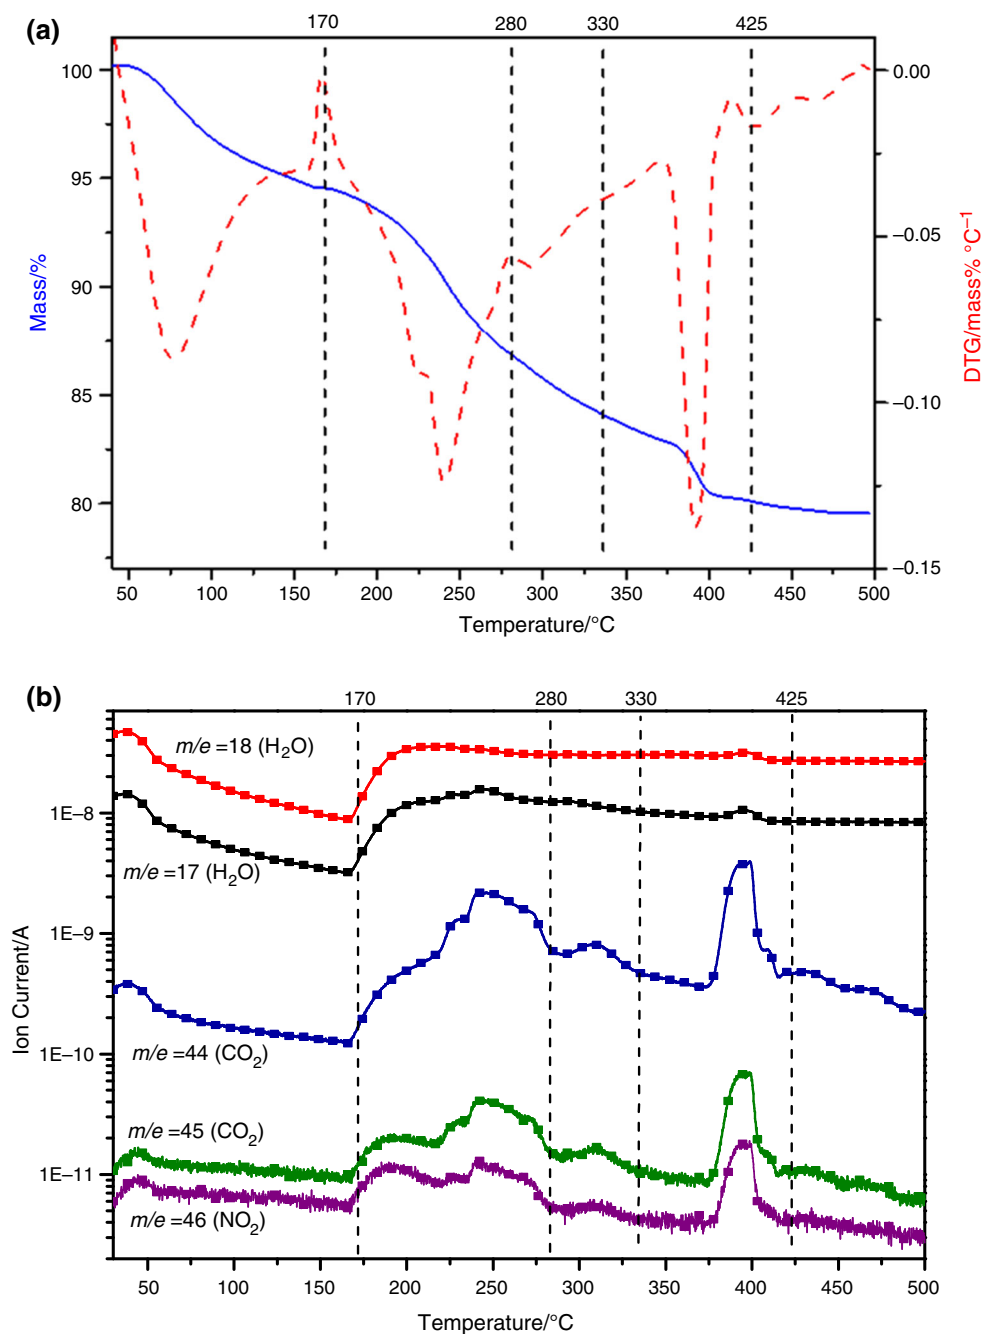 (a)
170 280 330 425
100 0.00
95
–0.05
90
85
–0.10
80
–0.15
Mass/%
DTG/mass% °C–1
50 100 150 200 250 300 350 400 450 500
Temperature/°C
(b)
170 280 330 425
m/e =18 (H2O)
1E–8
m/e =17 (H2O)
1E–9
m/e =44 (CO2)
1E–10
m/e =45 (CO2)
1E–11
m/e =46 (NO2)
Ion Current/A
50 100 150 200 250 300 350 400 450 500
Temperature/°C